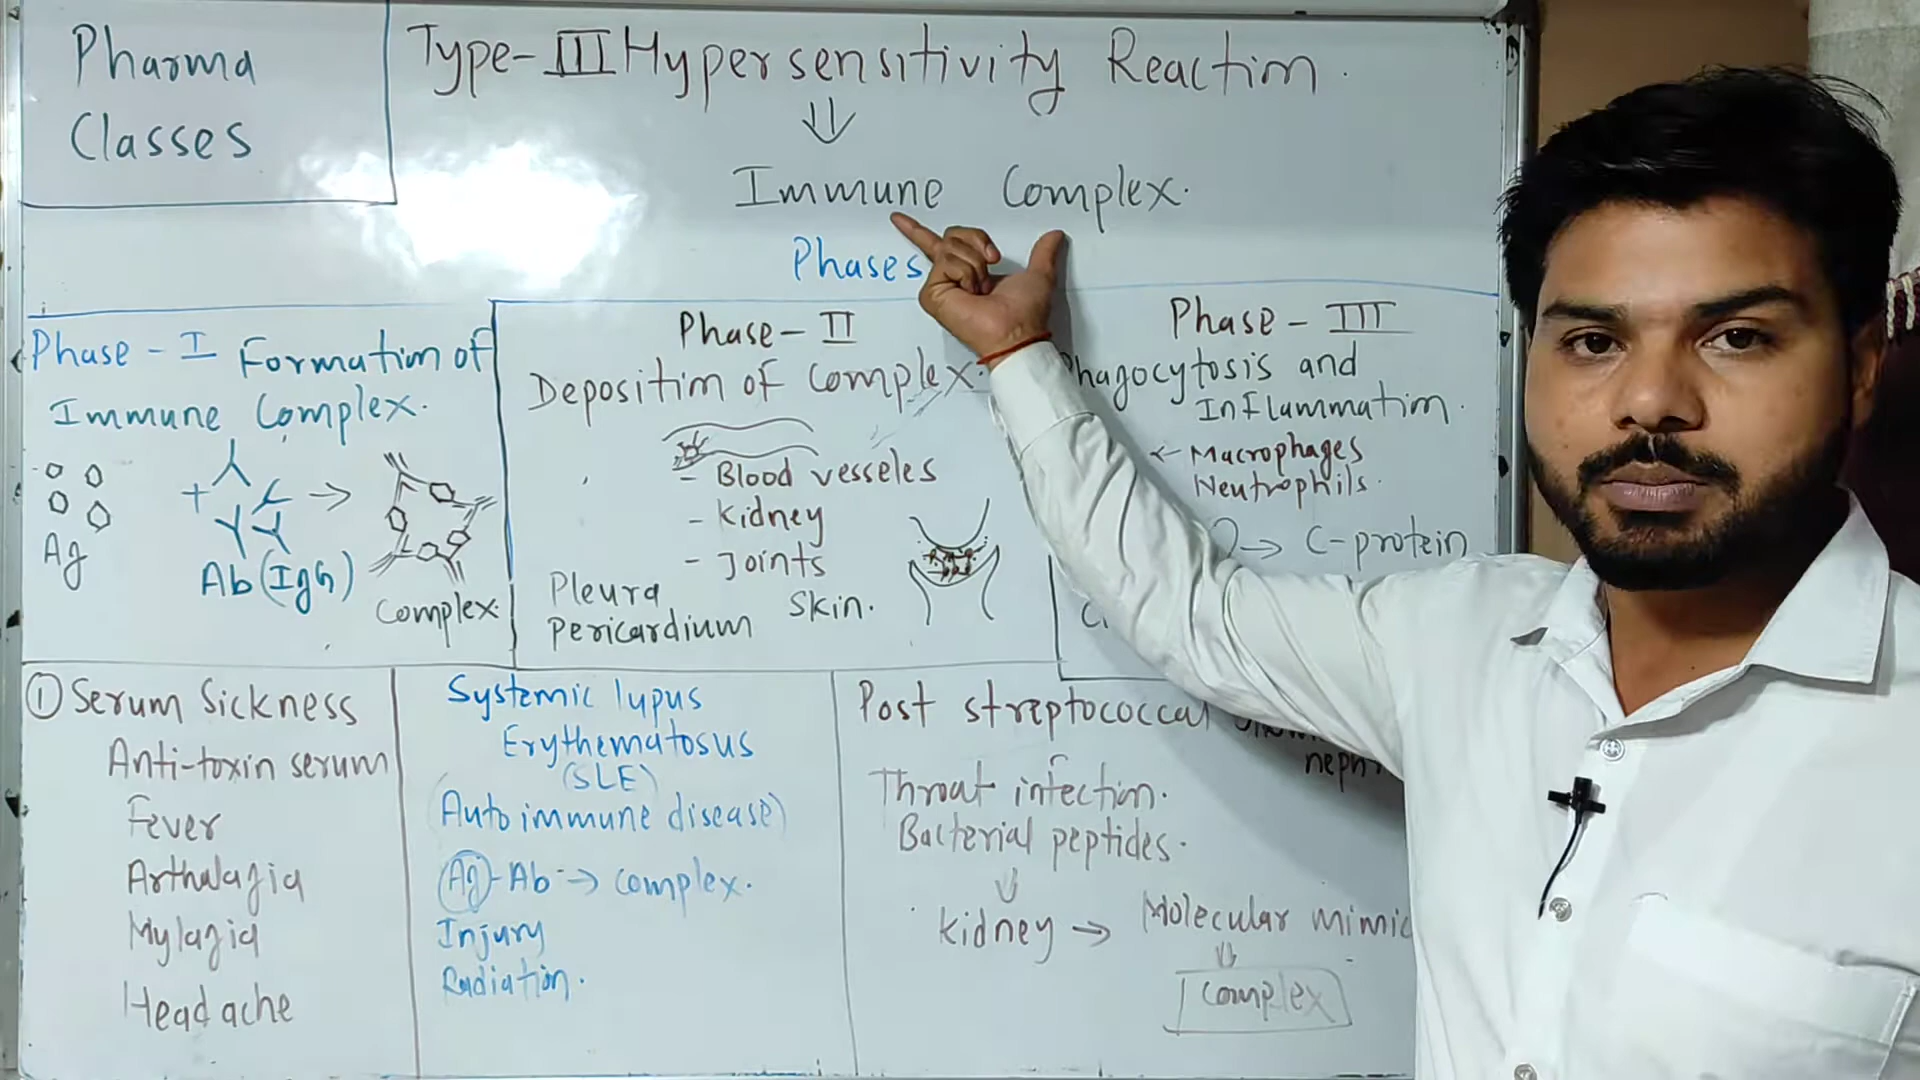 Pharma
Classes
Type-III Hypersensitivity Reaction.
Immune Complex.
Phases
Phase - I Formation of
Immune Complex.
+
Ag
Ab (IgG)
Complex.
Phase - II
Deposition of Complex.
- Blood vesseles
- Kidney
- Joints
Pleura
Skin.
Pericardium
Phase - III
Phagocytosis and
Inflammation.
← Macrophages
Neutrophils.
→ C-protein
① Serum Sickness
Anti-toxin serum
Fever
Arthalagia
Mylagia
Headache
Systemic lupus
Erythematosus
(SLE)
(Auto immune disease)
Ag-Ab → complex.
Injury
Radiation.
Post streptococcal
Throat infection.
Bacterial peptides.
Kidney → Molecular mimic
Complex